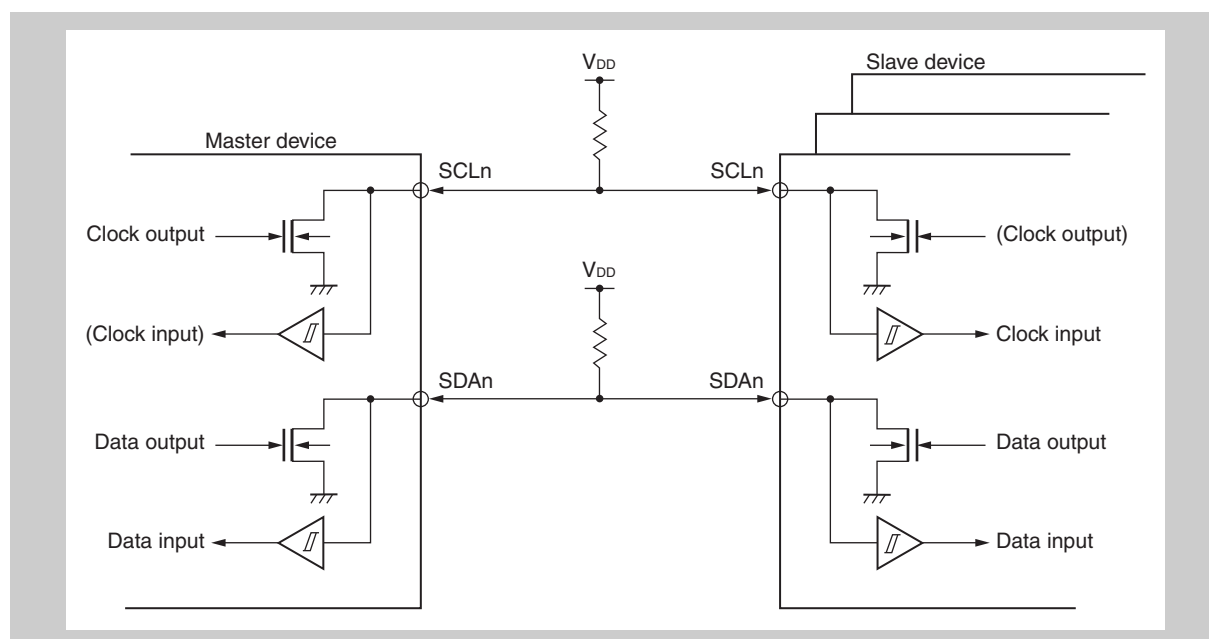 VDD
Slave device
Master device
SCLn
SCLn
Clock output
(Clock output)
VDD
(Clock input)
Clock input
SDAn
SDAn
Data output
Data output
Data input
Data input